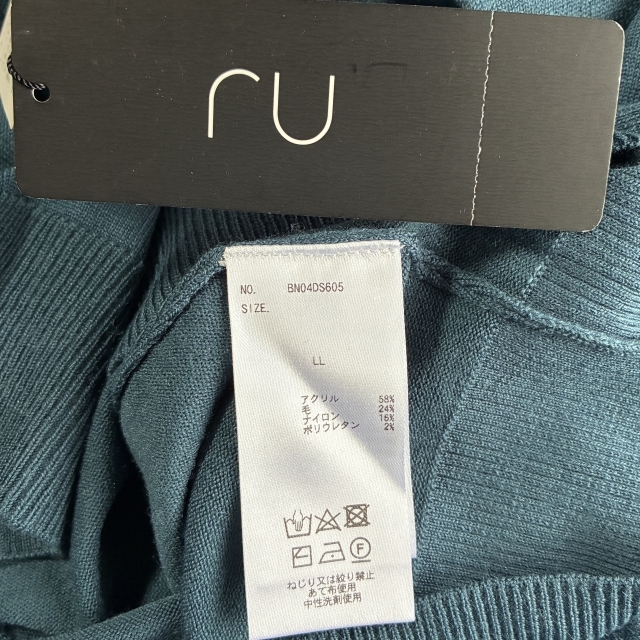 ru
NO. BN04DS605
SIZE.
LL
アクリル 58%
毛 24%
ナイロン 16%
ポリウレタン 2%
F
ねじり又は絞り禁止
あて布使用
中性洗剤使用